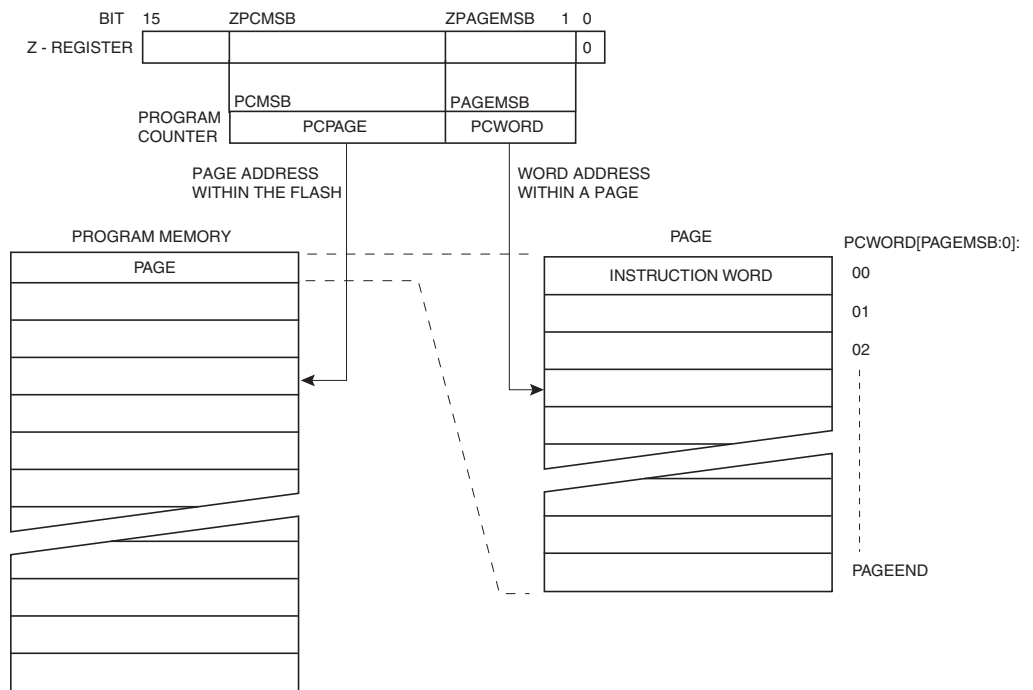 BIT 15 ZPCMSB ZPAGEMSB 1 0
Z - REGISTER 0
PCMSB PAGEMSB
PROGRAM
COUNTER
PCPAGE PCWORD
PAGE ADDRESS
WITHIN THE FLASH
WORD ADDRESS
WITHIN A PAGE
PROGRAM MEMORY
PAGE
PAGE
PCWORD[PAGEMSB:0]:
INSTRUCTION WORD 00
01
02
PAGEEND